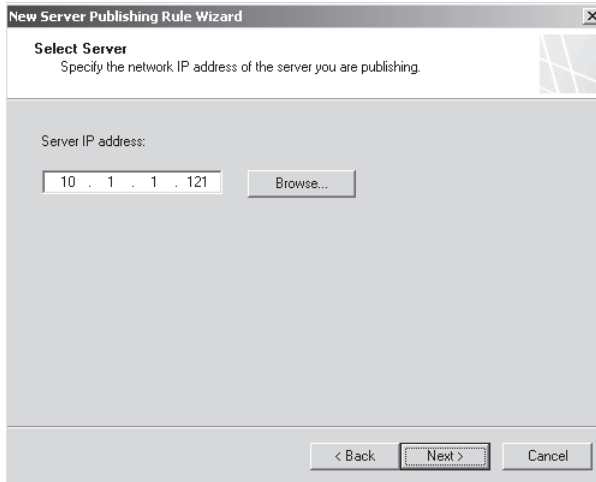 New Server Publishing Rule Wizard
Select Server
Specify the network IP address of the server you are publishing.
Server IP address:
10 . 1 . 1 . 121
Browse...
< Back Next > Cancel